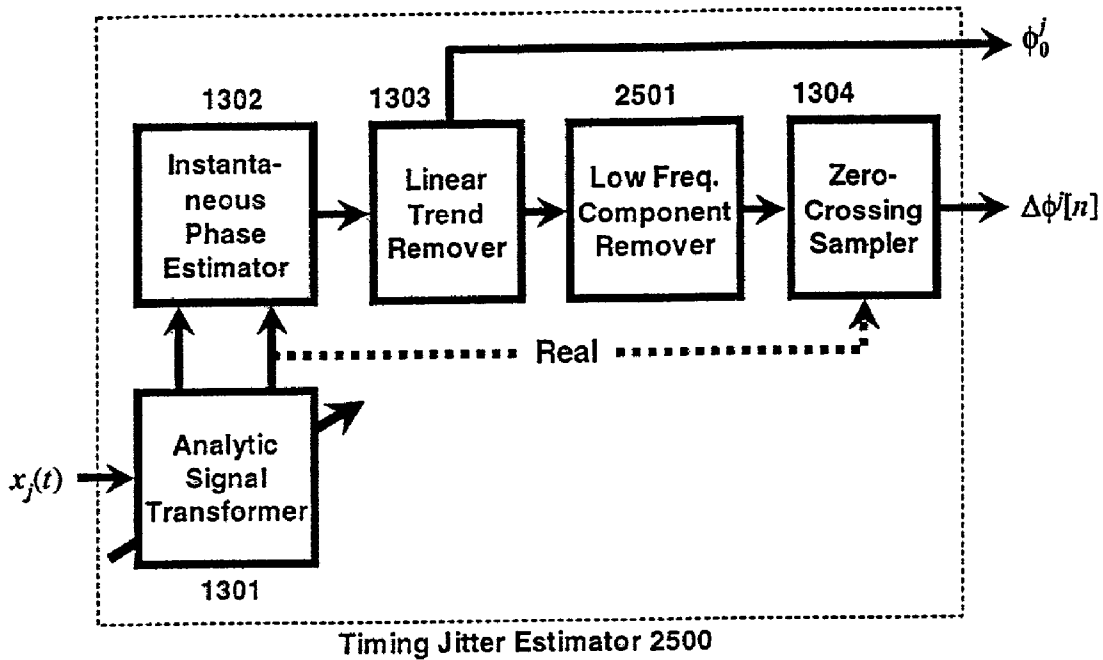 ϕ₀ʲ
1302
1303
2501
1304
Instanta-
neous
Phase
Estimator
Linear
Trend
Remover
Low Freq.
Component
Remover
Zero-
Crossing
Sampler
Δϕʲ[n]
Real
xⱼ(t)
Analytic
Signal
Transformer
1301
Timing Jitter Estimator 2500